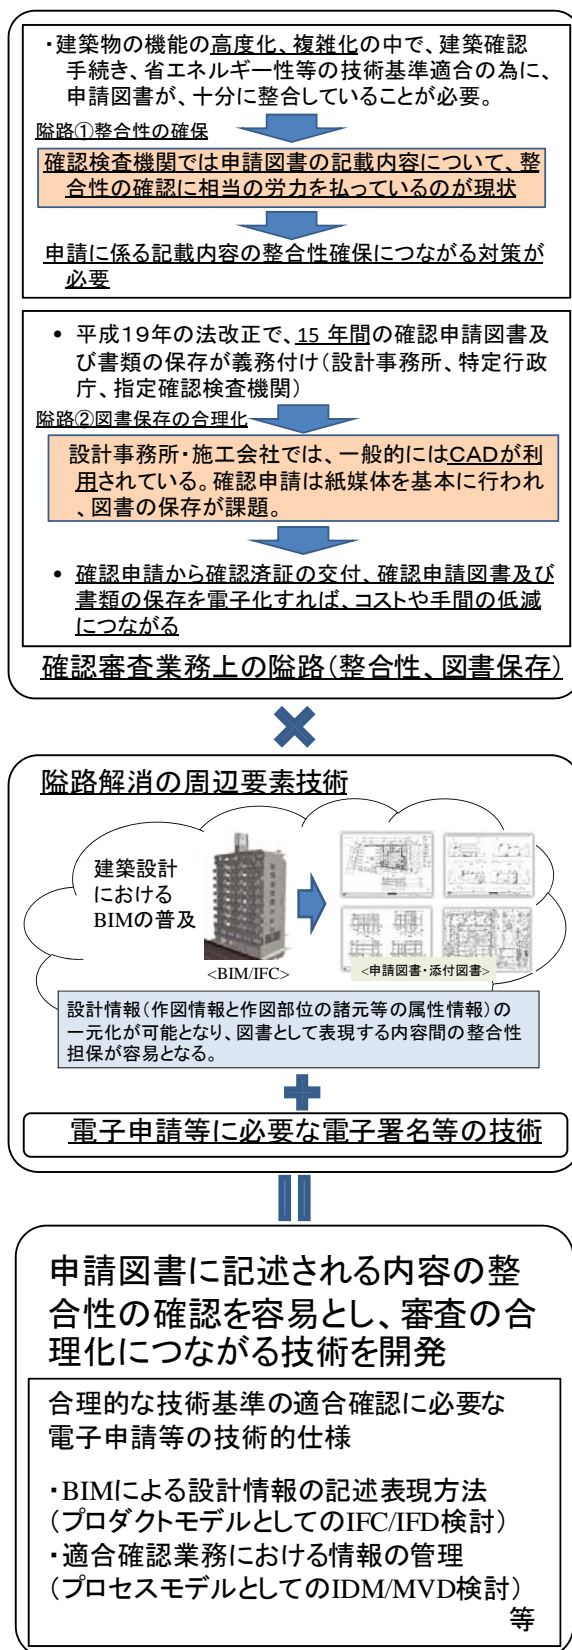 ・建築物の機能の高度化、複雑化の中で、建築確認
手続き、省エネルギー性等の技術基準適合の為に、
申請図書が、十分に整合していることが必要。
隘路①整合性の確保
確認検査機関では申請図書の記載内容について、整
合性の確認に相当の労力を払っているのが現状
申請に係る記載内容の整合性確保につながる対策が
必要
• 平成19年の法改正で、15 年間の確認申請図書及
び書類の保存が義務付け(設計事務所、特定行政
庁、指定確認検査機関)
隘路②図書保存の合理化
設計事務所・施工会社では、一般的にはCADが利
用されている。確認申請は紙媒体を基本に行われ
、図書の保存が課題。
• 確認申請から確認済証の交付、確認申請図書及び
書類の保存を電子化すれば、コストや手間の低減
につながる
確認審査業務上の隘路(整合性、図書保存)
隘路解消の周辺要素技術
建築設計
における
BIMの普及
<BIM/IFC>
<申請図書・添付図書>
設計情報(作図情報と作図部位の諸元等の属性情報)の
一元化が可能となり、図書として表現する内容間の整合性
担保が容易となる。
電子申請等に必要な電子署名等の技術
申請図書に記述される内容の整
合性の確認を容易とし、審査の合
理化につながる技術を開発
合理的な技術基準の適合確認に必要な
電子申請等の技術的仕様
・BIMによる設計情報の記述表現方法
(プロダクトモデルとしてのIFC/IFD検討)
・適合確認業務における情報の管理
(プロセスモデルとしてのIDM/MVD検討)
等